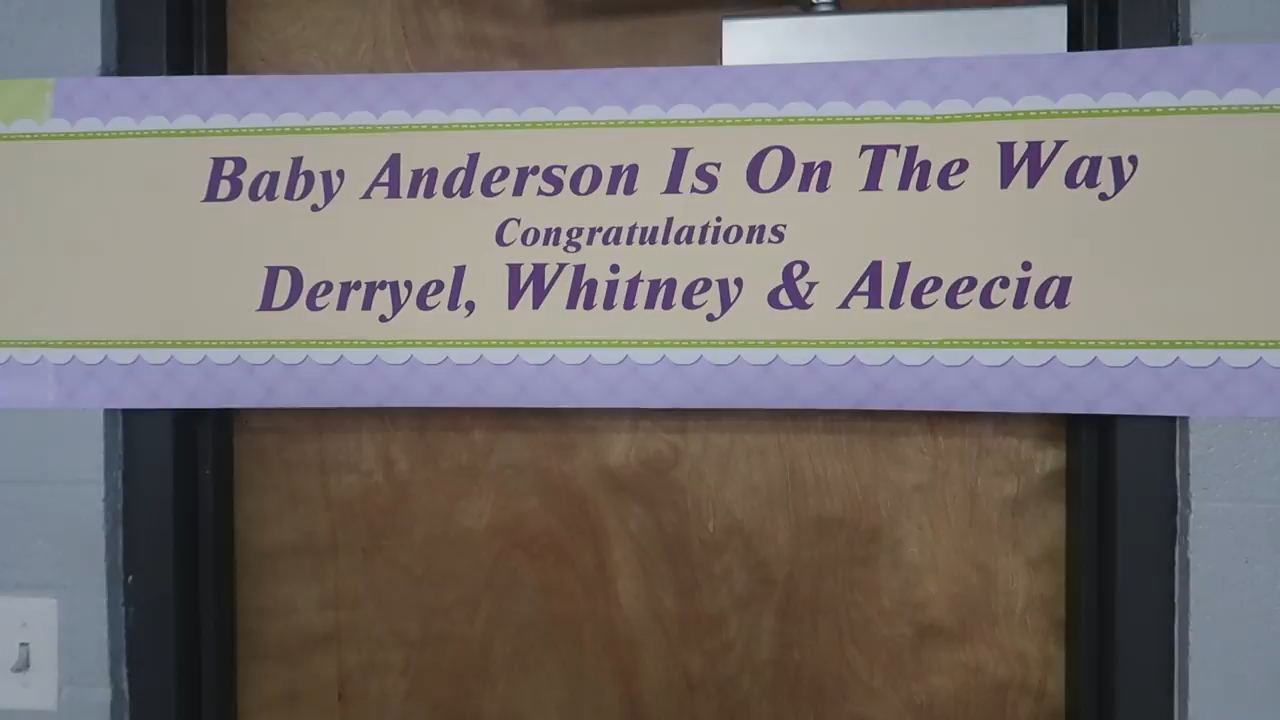 Baby Anderson Is On The Way
Congratulations
Derryel, Whitney & Aleecia